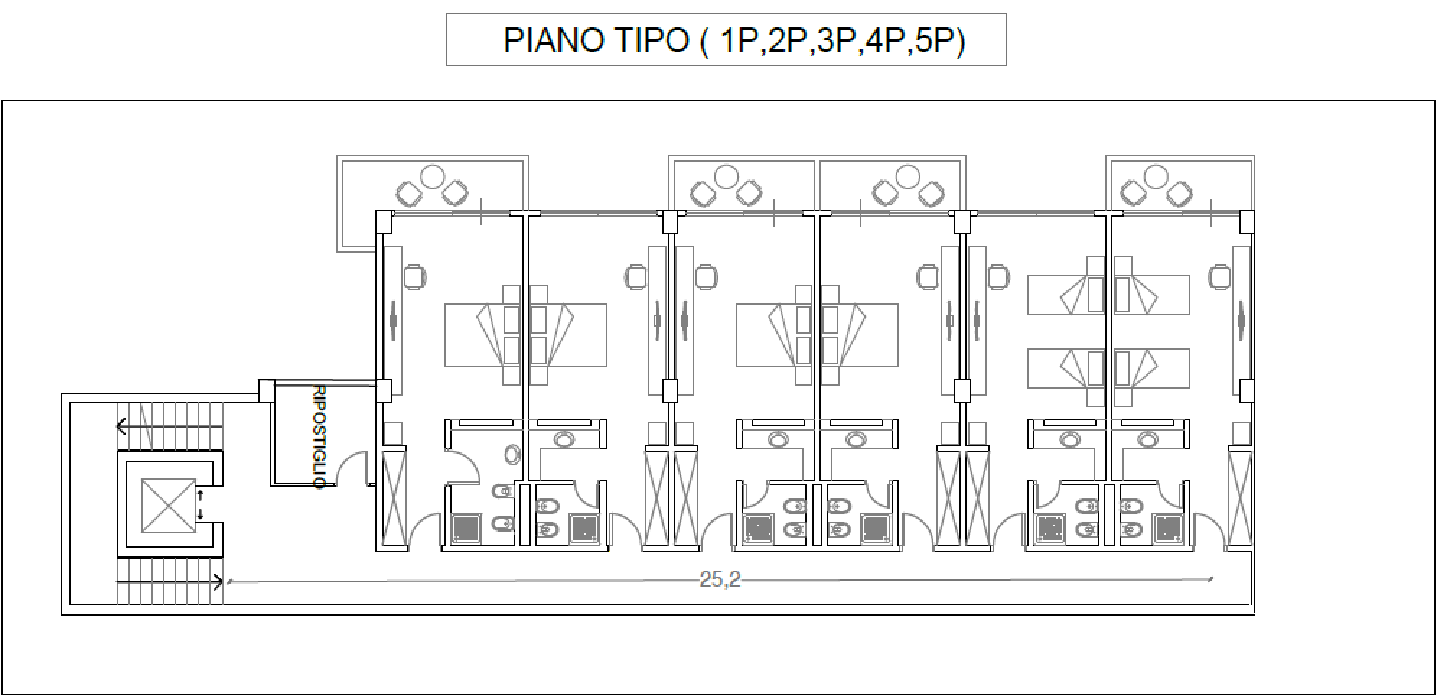 PIANO TIPO ( 1P,2P,3P,4P,5P)
RIPOSTIGLIO
25,2